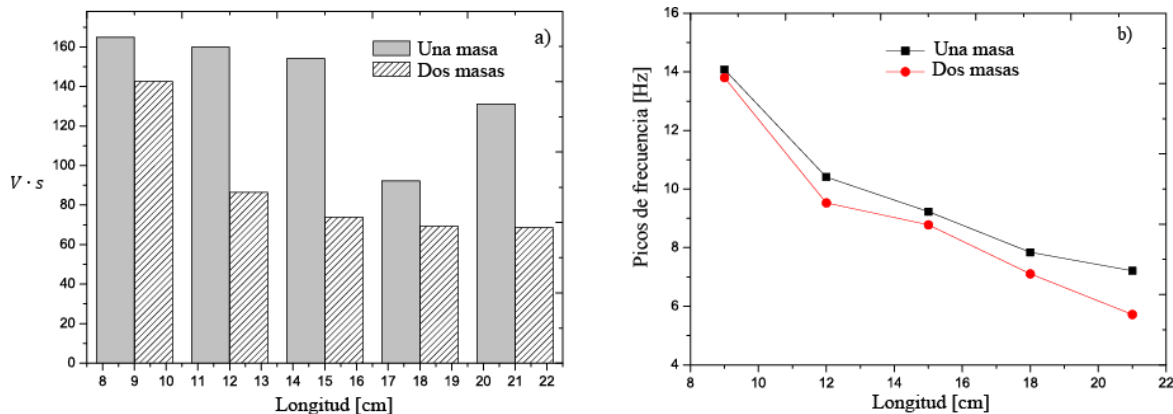 a)
Una masa
Dos masas
160
140
120
100
80
60
40
20
0
V · s
8 9 10 11 12 13 14 15 16 17 18 19 20 21 22
Longitud [cm]
b)
Una masa
Dos masas
16
14
12
10
8
6
4
Picos de frecuencia [Hz]
8 10 12 14 16 18 20 22
Longitud [cm]